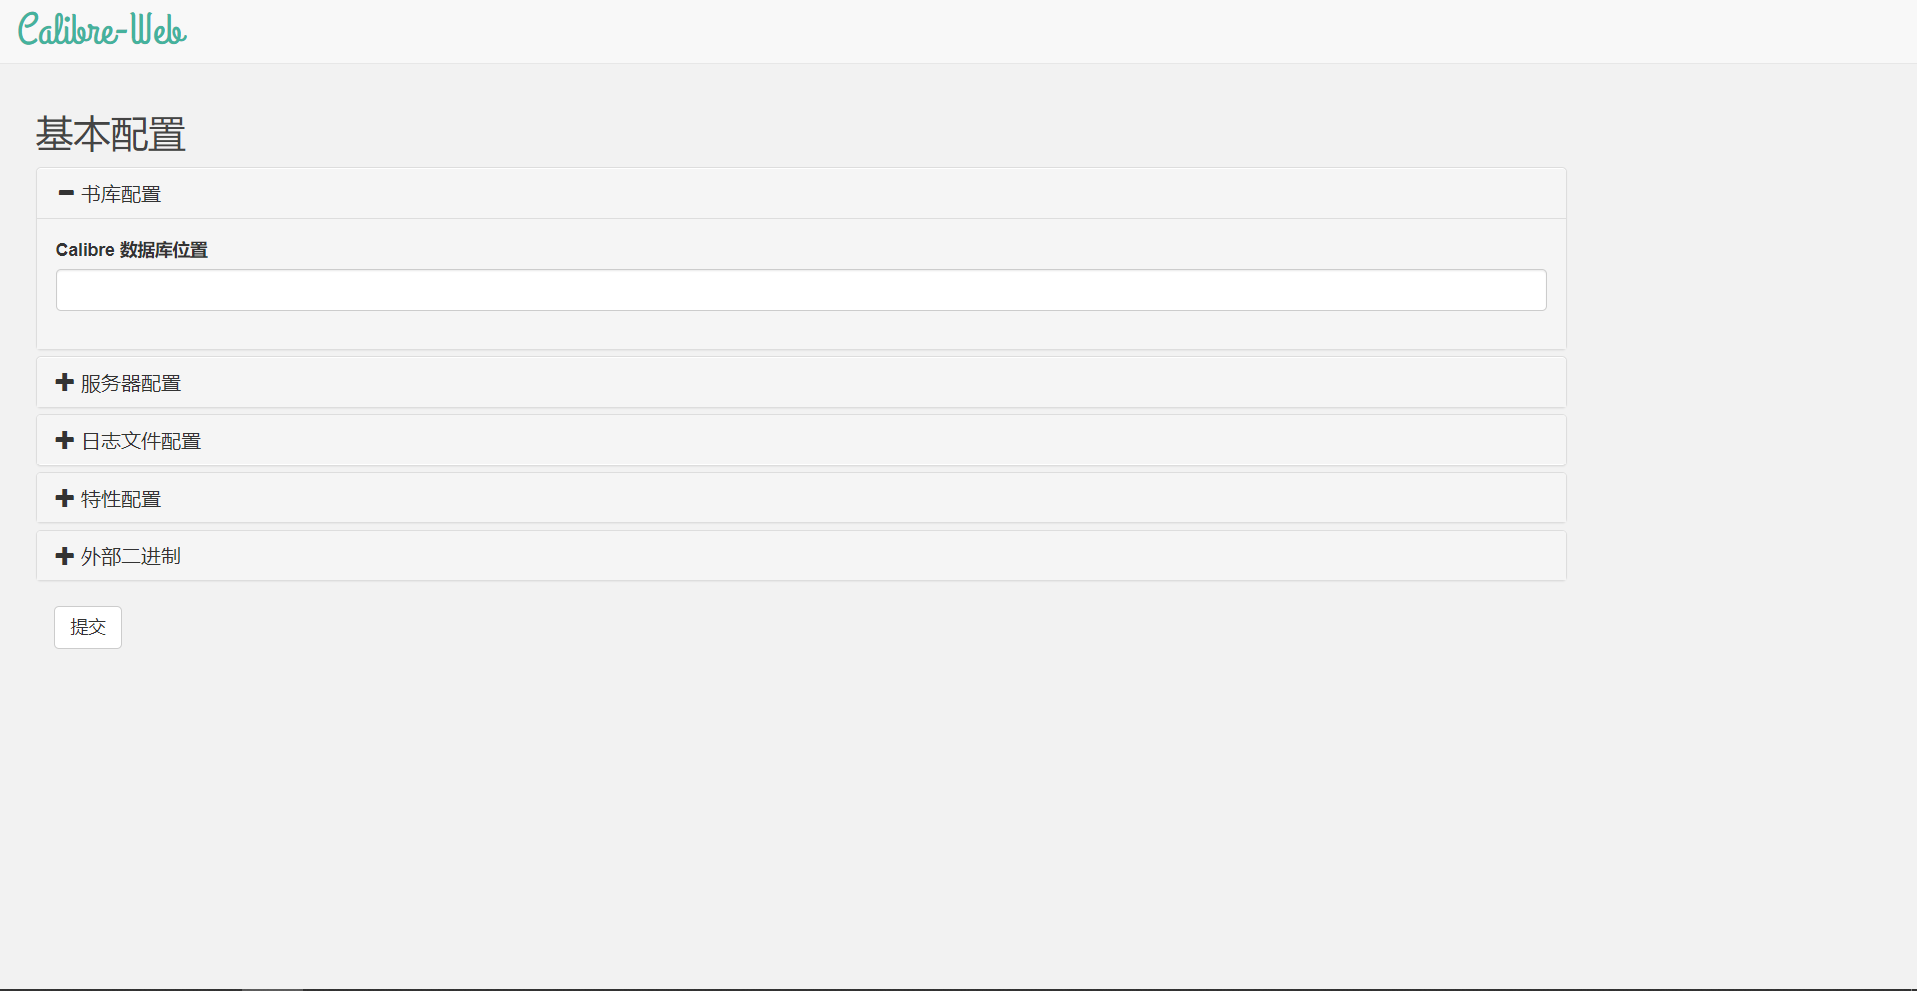 Calibre-Web
基本配置
书库配置
Calibre 数据库位置
服务器配置
日志文件配置
特性配置
外部二进制
提交